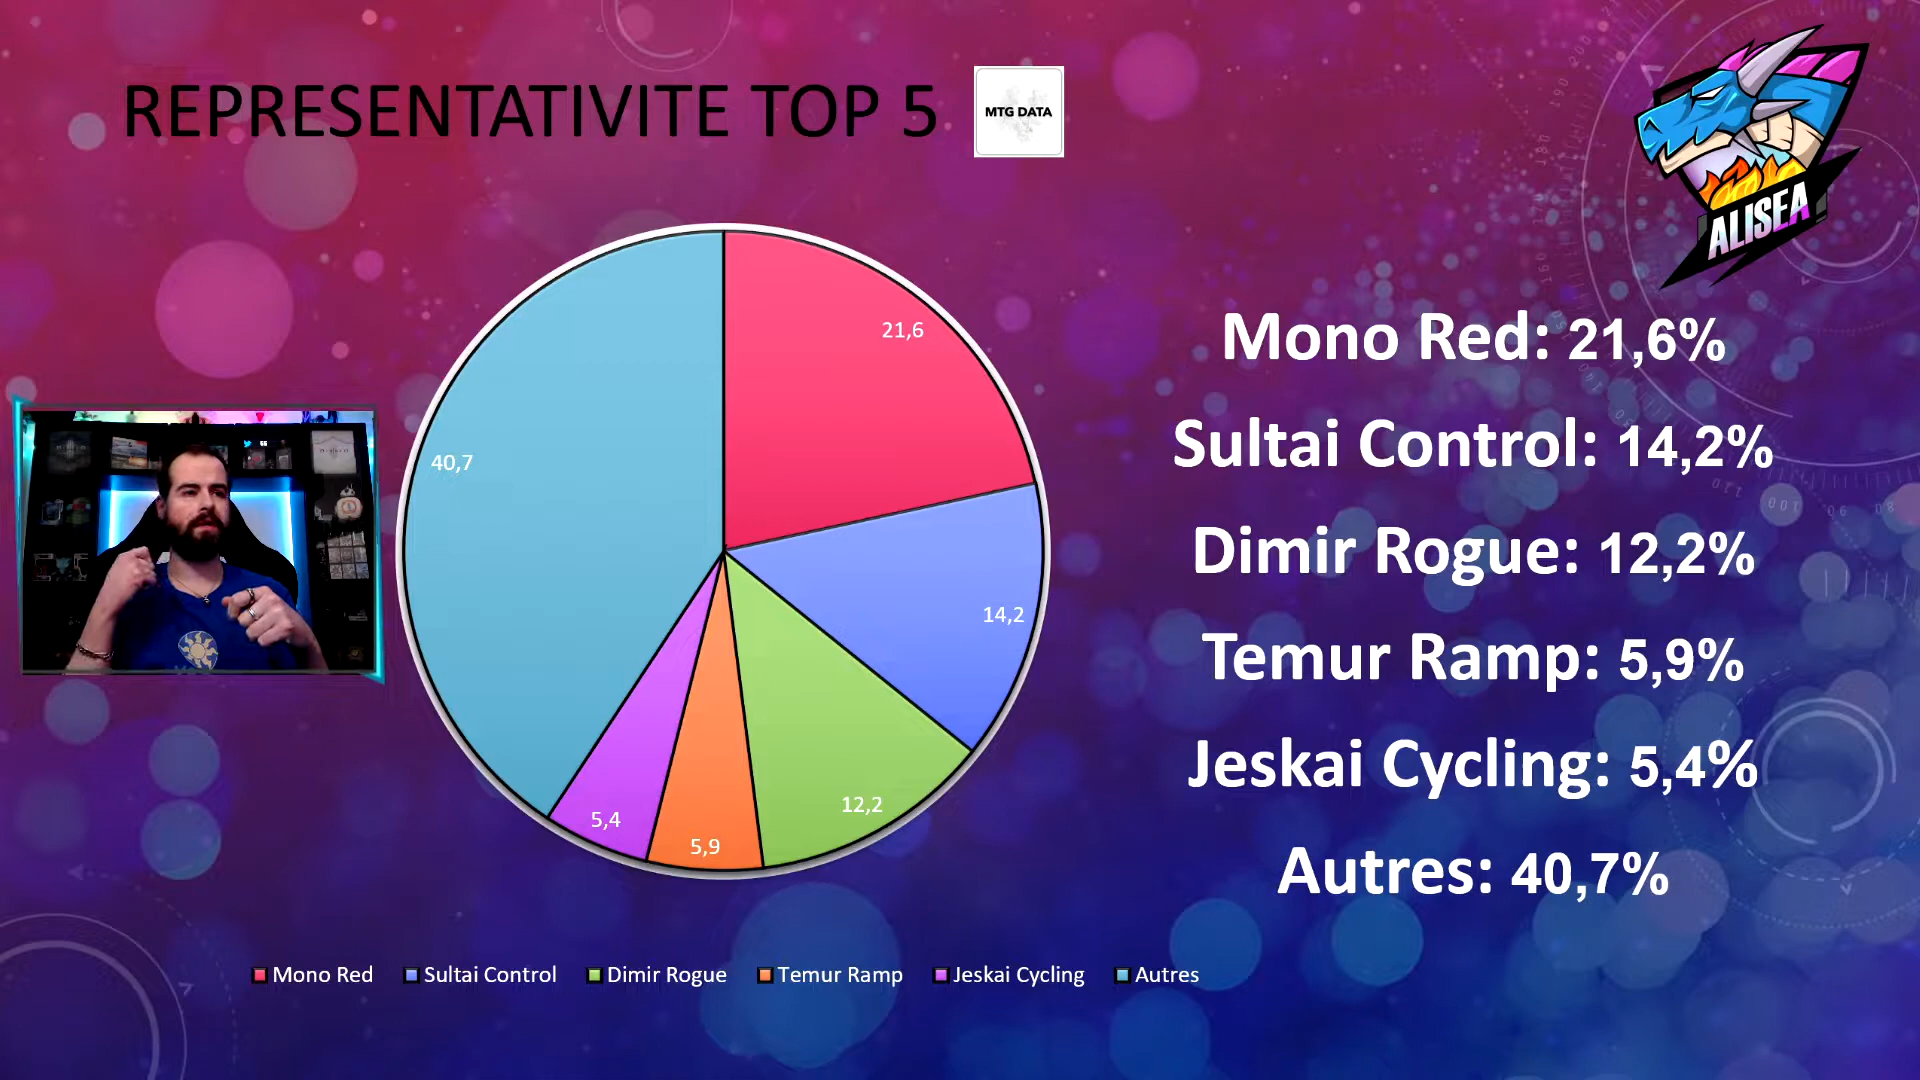 REPRESENTATIVITE TOP 5
MTG DATA
ALISEA
21,6
40,7
14,2
12,2
5,4
5,9
Mono Red: 21,6%
Sultai Control: 14,2%
Dimir Rogue: 12,2%
Temur Ramp: 5,9%
Jeskai Cycling: 5,4%
Autres: 40,7%
Mono Red Sultai Control Dimir Rogue Temur Ramp Jeskai Cycling Autres